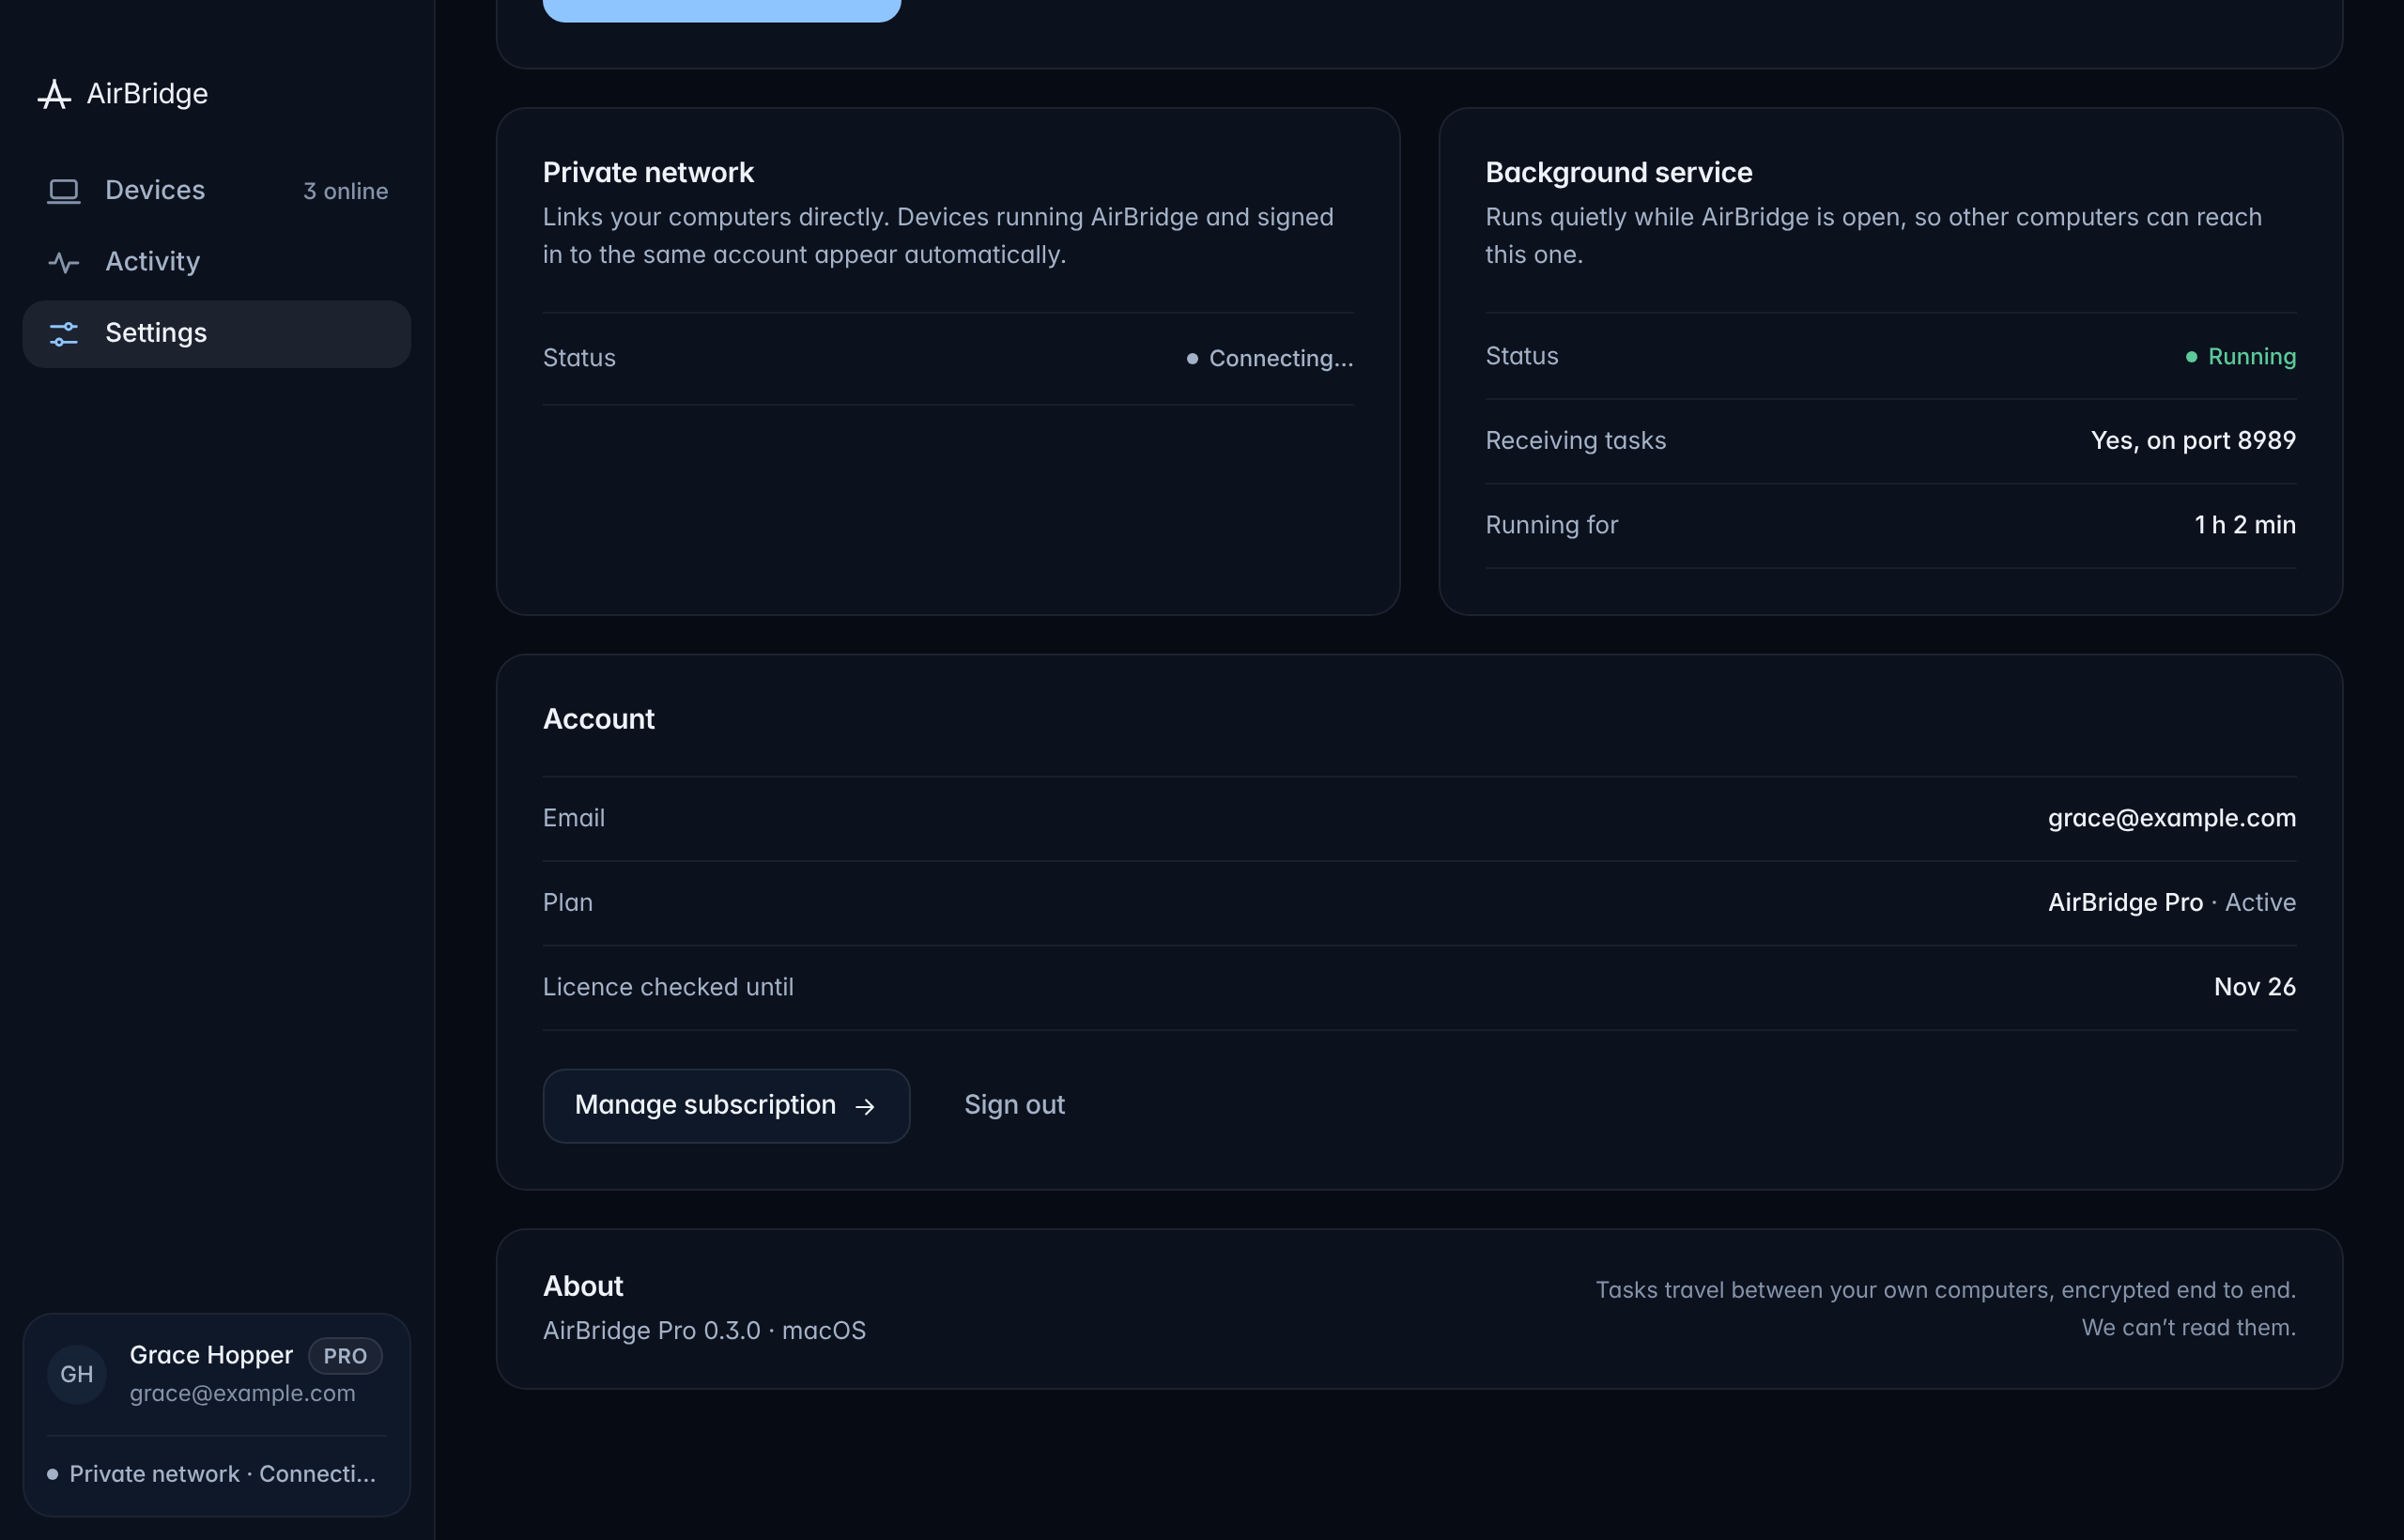 AirBridge
Devices
3 online
Activity
Settings
Private network
Links your computers directly. Devices running AirBridge and signed
in to the same account appear automatically.
Status
Connecting...
Background service
Runs quietly while AirBridge is open, so other computers can reach
this one.
Status
Running
Receiving tasks
Yes, on port 8989
Running for
1 h 2 min
Account
Email
grace@example.com
Plan
AirBridge Pro · Active
Licence checked until
Nov 26
Manage subscription →
Sign out
About
AirBridge Pro 0.3.0 · macOS
Tasks travel between your own computers, encrypted end to end.
We can’t read them.
GH
Grace Hopper
PRO
grace@example.com
Private network · Connecti...